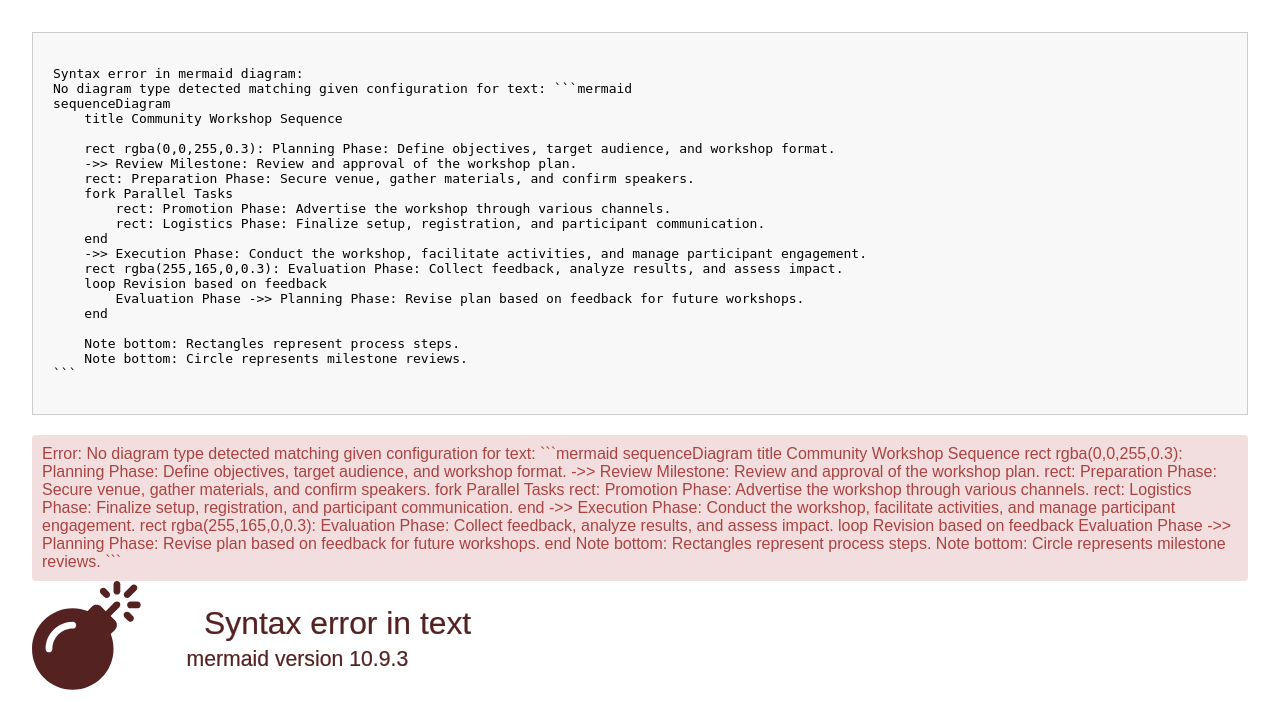 Syntax error in mermaid diagram:
No diagram type detected matching given configuration for text: ```mermaid
sequenceDiagram
    title Community Workshop Sequence

    rect rgba(0,0,255,0.3): Planning Phase: Define objectives, target audience, and workshop format.
    ->> Review Milestone: Review and approval of the workshop plan.
    rect: Preparation Phase: Secure venue, gather materials, and confirm speakers.
    fork Parallel Tasks
        rect: Promotion Phase: Advertise the workshop through various channels.
        rect: Logistics Phase: Finalize setup, registration, and participant communication.
    end
    ->> Execution Phase: Conduct the workshop, facilitate activities, and manage participant engagement.
    rect rgba(255,165,0,0.3): Evaluation Phase: Collect feedback, analyze results, and assess impact.
    loop Revision based on feedback
        Evaluation Phase ->> Planning Phase: Revise plan based on feedback for future workshops.
    end

    Note bottom: Rectangles represent process steps.
    Note bottom: Circle represents milestone reviews.
```
Error: No diagram type detected matching given configuration for text: ```mermaid sequenceDiagram title Community Workshop Sequence rect rgba(0,0,255,0.3):
Planning Phase: Define objectives, target audience, and workshop format. ->> Review Milestone: Review and approval of the workshop plan. rect: Preparation Phase:
Secure venue, gather materials, and confirm speakers. fork Parallel Tasks rect: Promotion Phase: Advertise the workshop through various channels. rect: Logistics
Phase: Finalize setup, registration, and participant communication. end ->> Execution Phase: Conduct the workshop, facilitate activities, and manage participant
engagement. rect rgba(255,165,0,0.3): Evaluation Phase: Collect feedback, analyze results, and assess impact. loop Revision based on feedback Evaluation Phase ->>
Planning Phase: Revise plan based on feedback for future workshops. end Note bottom: Rectangles represent process steps. Note bottom: Circle represents milestone
reviews. ```
Syntax error in text
mermaid version 10.9.3